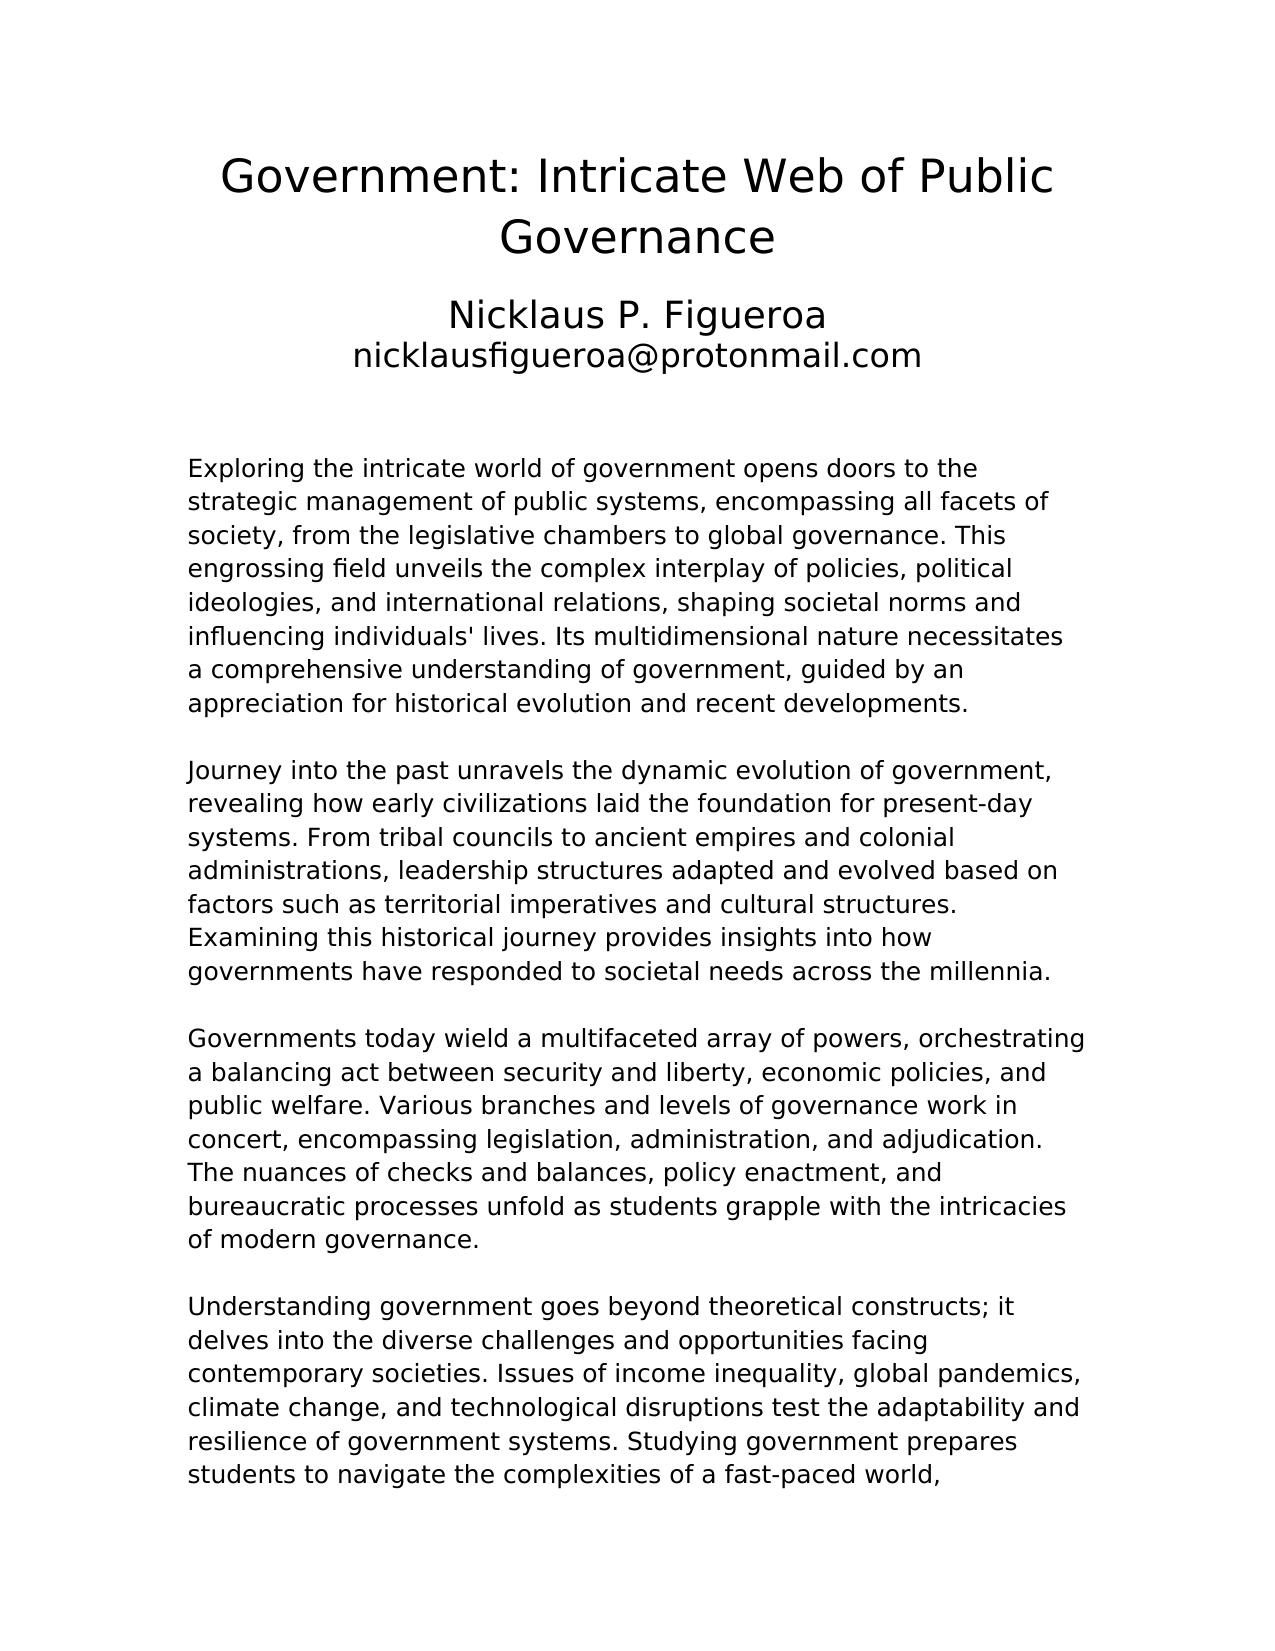 Government: Intricate Web of Public
Governance
Nicklaus P. Figueroa
nicklausfigueroa@protonmail.com
Exploring the intricate world of government opens doors to the
strategic management of public systems, encompassing all facets of
society, from the legislative chambers to global governance. This
engrossing field unveils the complex interplay of policies, political
ideologies, and international relations, shaping societal norms and
influencing individuals' lives. Its multidimensional nature necessitates
a comprehensive understanding of government, guided by an
appreciation for historical evolution and recent developments.
Journey into the past unravels the dynamic evolution of government,
revealing how early civilizations laid the foundation for present-day
systems. From tribal councils to ancient empires and colonial
administrations, leadership structures adapted and evolved based on
factors such as territorial imperatives and cultural structures.
Examining this historical journey provides insights into how
governments have responded to societal needs across the millennia.
Governments today wield a multifaceted array of powers, orchestrating
a balancing act between security and liberty, economic policies, and
public welfare. Various branches and levels of governance work in
concert, encompassing legislation, administration, and adjudication.
The nuances of checks and balances, policy enactment, and
bureaucratic processes unfold as students grapple with the intricacies
of modern governance.
Understanding government goes beyond theoretical constructs; it
delves into the diverse challenges and opportunities facing
contemporary societies. Issues of income inequality, global pandemics,
climate change, and technological disruptions test the adaptability and
resilience of government systems. Studying government prepares
students to navigate the complexities of a fast-paced world,